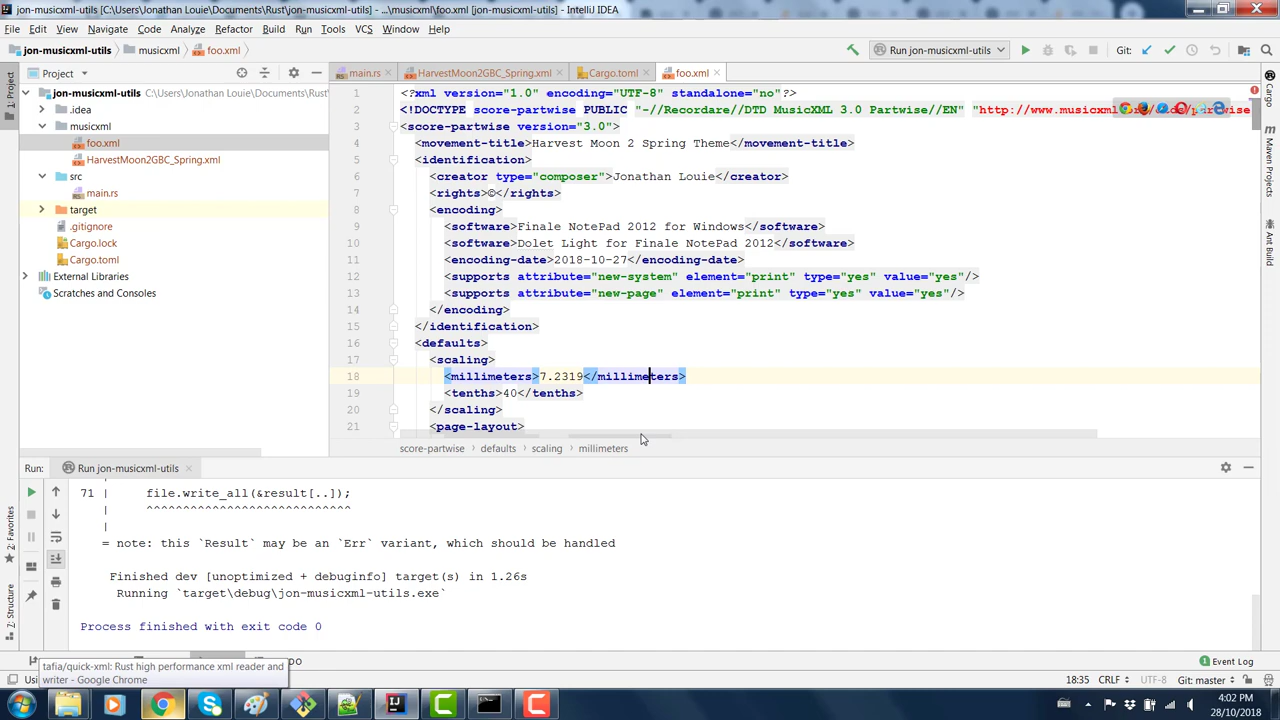 jon-musicxml-utils [C:\Users\Jonathan Louie\Documents\Rust\jon-musicxml-utils] - ...\musicxml\foo.xml [jon-musicxml-utils] - IntelliJ IDEA
File Edit View Navigate Code Analyze Refactor Build Run Tools VCS Window Help
jon-musicxml-utils musicxml foo.xml Run jon-musicxml-utils Git:
Project main.rs HarvestMoon2GBC_Spring.xml Cargo.toml foo.xml
1: Project
jon-musicxml-utils C:\Users\Jonathan Louie\Documents\Rust\
.idea
musicxml
foo.xml
HarvestMoon2GBC_Spring.xml
src
main.rs
target
.gitignore
Cargo.lock
Cargo.toml
External Libraries
Scratches and Consoles
1 <?xml version="1.0" encoding="UTF-8" standalone="no"?>
2 <!DOCTYPE score-partwise PUBLIC "-//Recordare//DTD MusicXML 3.0 Partwise//EN" "http://www.musicxml
3 <score-partwise version="3.0">
4 <movement-title>Harvest Moon 2 Spring Theme</movement-title>
5 <identification>
6 <creator type="composer">Jonathan Louie</creator>
7 <rights>©</rights>
8 <encoding>
9 <software>Finale NotePad 2012 for Windows</software>
10 <software>Dolet Light for Finale NotePad 2012</software>
11 <encoding-date>2018-10-27</encoding-date>
12 <supports attribute="new-system" element="print" type="yes" value="yes"/>
13 <supports attribute="new-page" element="print" type="yes" value="yes"/>
14 </encoding>
15 </identification>
16 <defaults>
17 <scaling>
18 <millimeters>7.2319</millimeters>
19 <tenths>40</tenths>
20 </scaling>
21 <page-layout>
score-partwise defaults scaling millimeters
Cargo
Maven Projects
Ant Build
Run: Run jon-musicxml-utils
71 | file.write_all(&result[..]);
| ^^^^^^^^^^^^^^^^^^^^^^^^^^^^
|
= note: this `Result` may be an `Err` variant, which should be handled
Finished dev [unoptimized + debuginfo] target(s) in 1.26s
Running `target\debug\jon-musicxml-utils.exe`
Process finished with exit code 0
2: Favorites
7: Structure
tafia/quick-xml: Rust high performance xml reader and
writer - Google Chrome
Event Log
18:35 CRLF UTF-8 Git: master
4:02 PM
28/10/2018